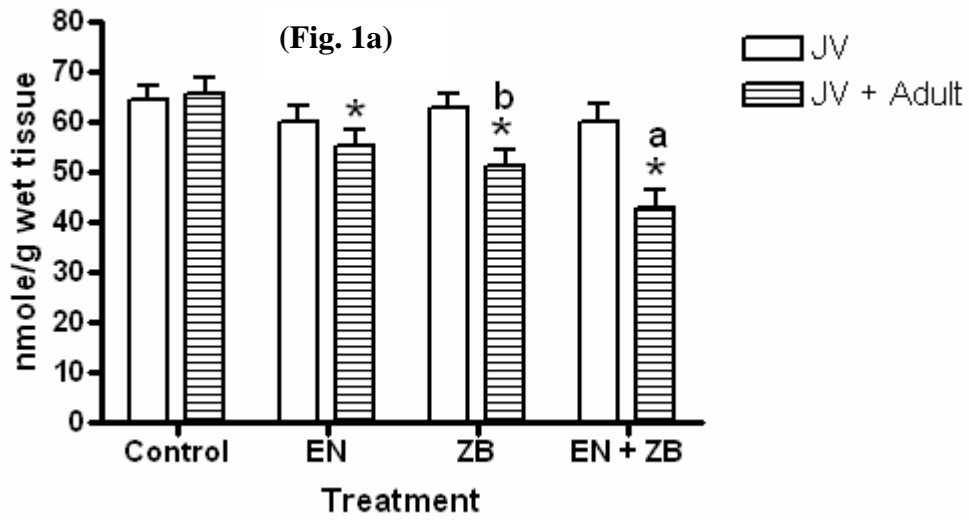 (Fig. 1a)
JV
JV + Adult
nmole/g wet tissue
80
70
60
50
40
30
20
10
0
*
b
*
a
*
Control EN ZB EN + ZB
Treatment